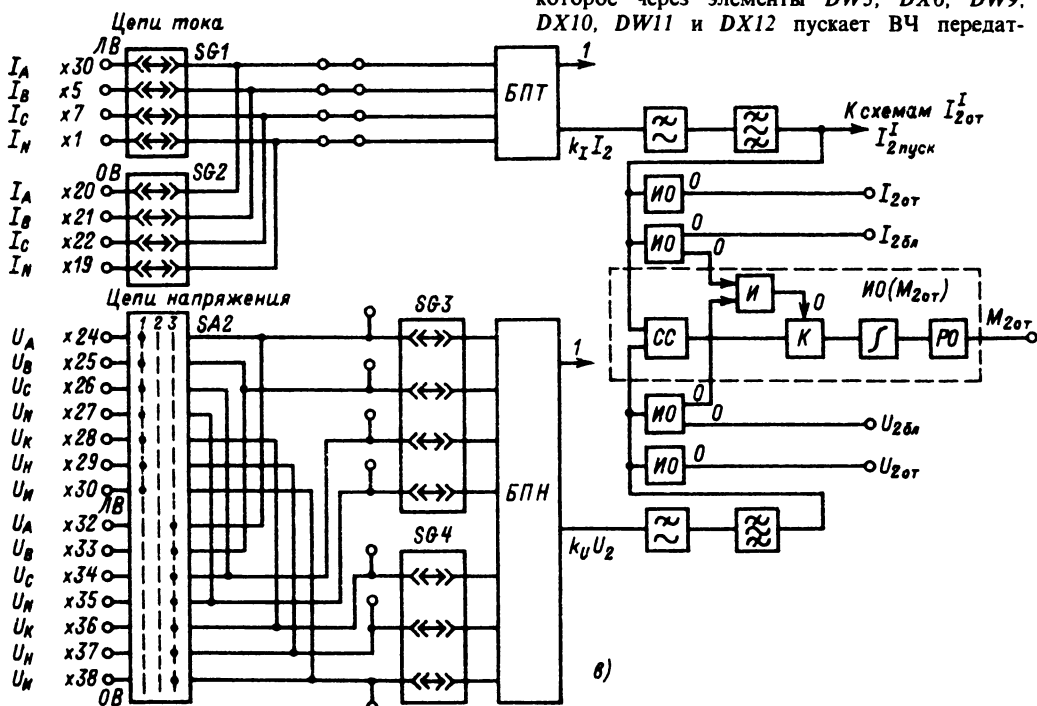 которое через элементы DW5, DX6, DW9,
DX10, DW11 и DX12 пускает ВЧ передат-
Цепи тока
ЛВ
SG1
I_A x30
I_B x5
I_C x7
I_N x1
ОВ
SG2
I_A x20
I_B x21
I_C x22
I_N x19
БПТ
1
k_I I_2
К схемам I^I_2от
I^I_2пуск
ИО 0 I_2от
ИО 0 I_2бл
0
И
0
ИО(M_2от)
СС
К
∫
РО
M_2от
ИО 0
0 U_2бл
ИО 0 U_2от
Цепи напряжения
1 2 3
SA2
SG3
U_A x24
U_B x25
U_C x26
U_N x27
U_К x28
U_Н x29
U_И x30
ЛВ
U_A x32
U_B x33
U_C x34
U_N x35
U_К x36
U_Н x37
U_И x38
ОВ
SG4
БПН
1
k_U U_2
в)